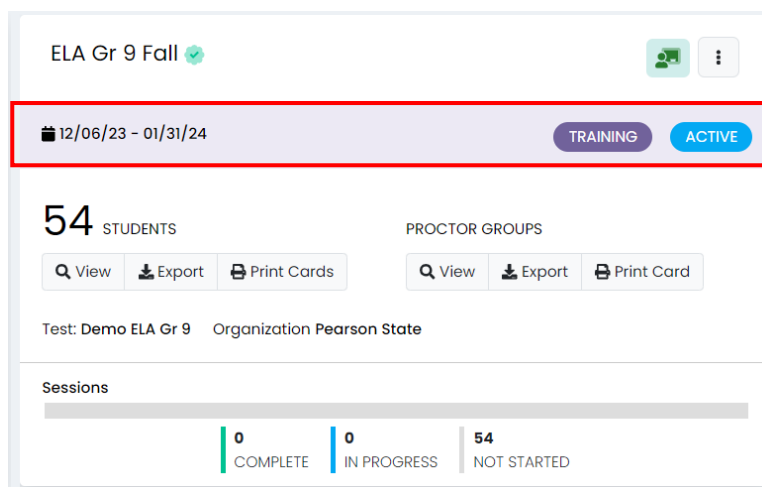 ELA Gr 9 Fall
12/06/23 - 01/31/24 TRAINING ACTIVE
54 STUDENTS PROCTOR GROUPS
View Export Print Cards View Export Print Card
Test: Demo ELA Gr 9 Organization Pearson State
Sessions
0 0 54
COMPLETE IN PROGRESS NOT STARTED